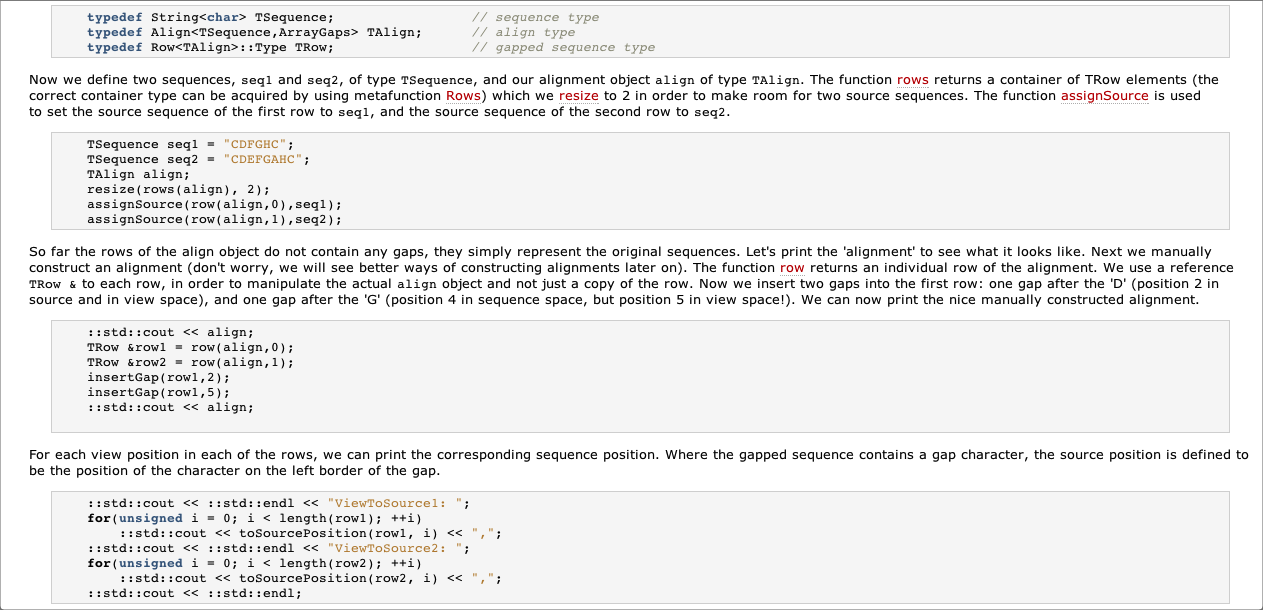 typedef String<char> TSequence; // sequence type
typedef Align<TSequence,ArrayGaps> TAlign; // align type
typedef Row<TAlign>::Type TRow; // gapped sequence type
Now we define two sequences, seq1 and seq2, of type TSequence, and our alignment object align of type TAlign. The function rows returns a container of TRow elements (the
correct container type can be acquired by using metafunction Rows) which we resize to 2 in order to make room for two source sequences. The function assignSource is used
to set the source sequence of the first row to seq1, and the source sequence of the second row to seq2.
TSequence seq1 = "CDFGHC";
TSequence seq2 = "CDEFGAHC";
TAlign align;
resize(rows(align), 2);
assignSource(row(align,0),seq1);
assignSource(row(align,1),seq2);
So far the rows of the align object do not contain any gaps, they simply represent the original sequences. Let's print the 'alignment' to see what it looks like. Next we manually
construct an alignment (don't worry, we will see better ways of constructing alignments later on). The function row returns an individual row of the alignment. We use a reference
TRow & to each row, in order to manipulate the actual align object and not just a copy of the row. Now we insert two gaps into the first row: one gap after the 'D' (position 2 in
source and in view space), and one gap after the 'G' (position 4 in sequence space, but position 5 in view space!). We can now print the nice manually constructed alignment.
::std::cout << align;
TRow &row1 = row(align,0);
TRow &row2 = row(align,1);
insertGap(row1,2);
insertGap(row1,5);
::std::cout << align;
For each view position in each of the rows, we can print the corresponding sequence position. Where the gapped sequence contains a gap character, the source position is defined to
be the position of the character on the left border of the gap.
::std::cout << ::std::endl << "ViewToSource1: ";
for(unsigned i = 0; i < length(row1); ++i)
::std::cout << toSourcePosition(row1, i) << ",";
::std::cout << ::std::endl << "ViewToSource2: ";
for(unsigned i = 0; i < length(row2); ++i)
::std::cout << toSourcePosition(row2, i) << ",";
::std::cout << ::std::endl;